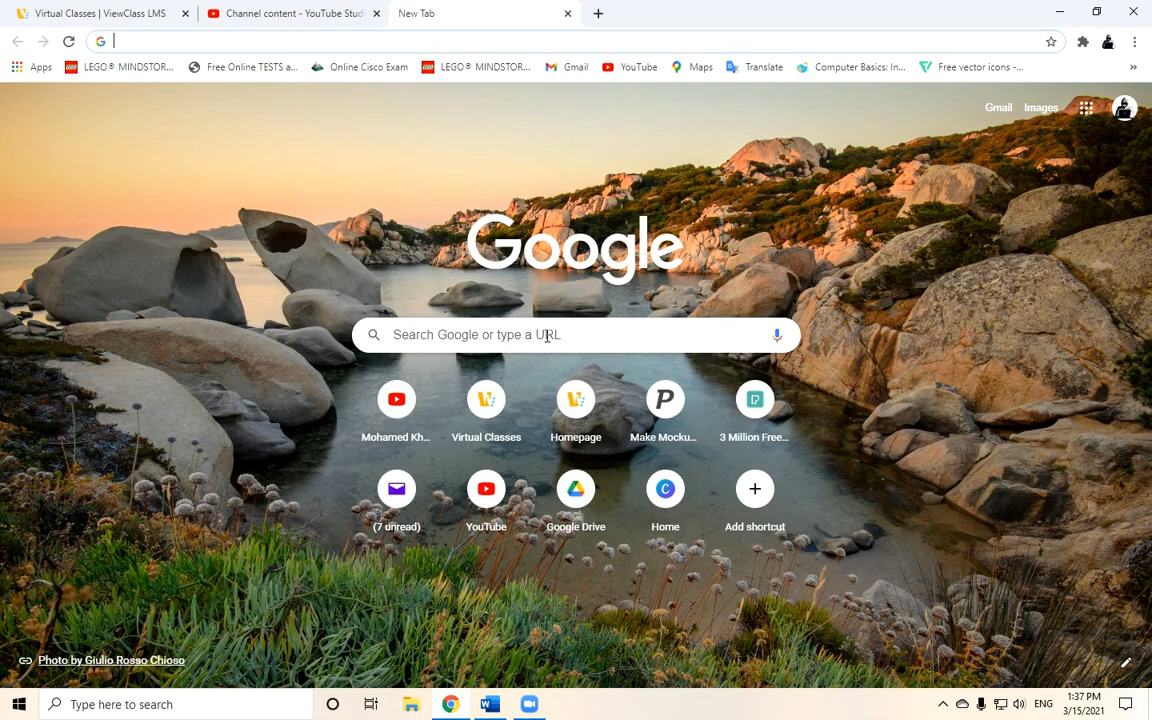 Virtual Classes | ViewClass LMS
Channel content - YouTube Stud
New Tab
Apps
LEGO® MINDSTOR...
Free Online TESTS a...
Online Cisco Exam
LEGO® MINDSTOR...
Gmail
YouTube
Maps
Translate
Computer Basics: In...
Free vector icons -...
»
Gmail
Images
Google
Search Google or type a URL
Mohamed Kh...
Virtual Classes
Homepage
Make Mocku...
3 Million Free...
(7 unread)
YouTube
Google Drive
Home
Add shortcut
Photo by Giulio Rosso Chioso
Type here to search
ENG
1:37 PM
3/15/2021